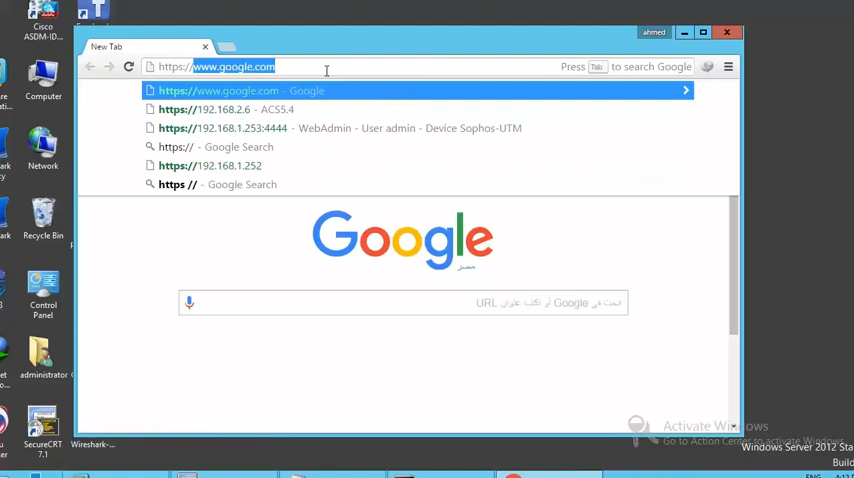 Cisco
ASDM-ID...
Computer
Network
Recycle Bin
Control
Panel
administrator
SecureCRT
7.1
Wireshark-...
ahmed
New Tab
https://www.google.com
Press Tab to search Google
https://www.google.com - Google
https://192.168.2.6 - ACS5.4
https://192.168.1.253:4444 - WebAdmin - User admin - Device Sophos-UTM
https:// - Google Search
https://192.168.1.252
https // - Google Search
Google
مصر
ابحث في Google أو اكتب عنوان URL
Activate Windows
Go to Action Center to activate Windows
Windows Server 2012 Sta
Build
ENG